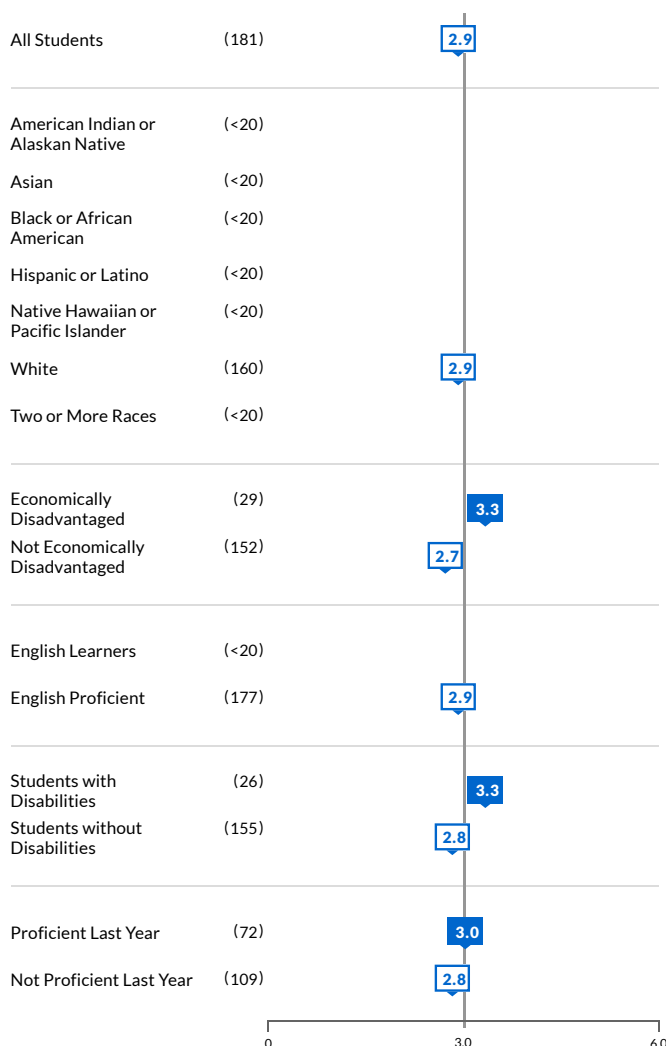 All Students (181) 2.9
American Indian or (<20)
Alaskan Native
Asian (<20)
Black or African (<20)
American
Hispanic or Latino (<20)
Native Hawaiian or (<20)
Pacific Islander
White (160) 2.9
Two or More Races (<20)
Economically (29) 3.3
Disadvantaged
Not Economically (152) 2.7
Disadvantaged
English Learners (<20)
English Proficient (177) 2.9
Students with (26) 3.3
Disabilities
Students without (155) 2.8
Disabilities
Proficient Last Year (72) 3.0
Not Proficient Last Year (109) 2.8
0 3.0 6.0